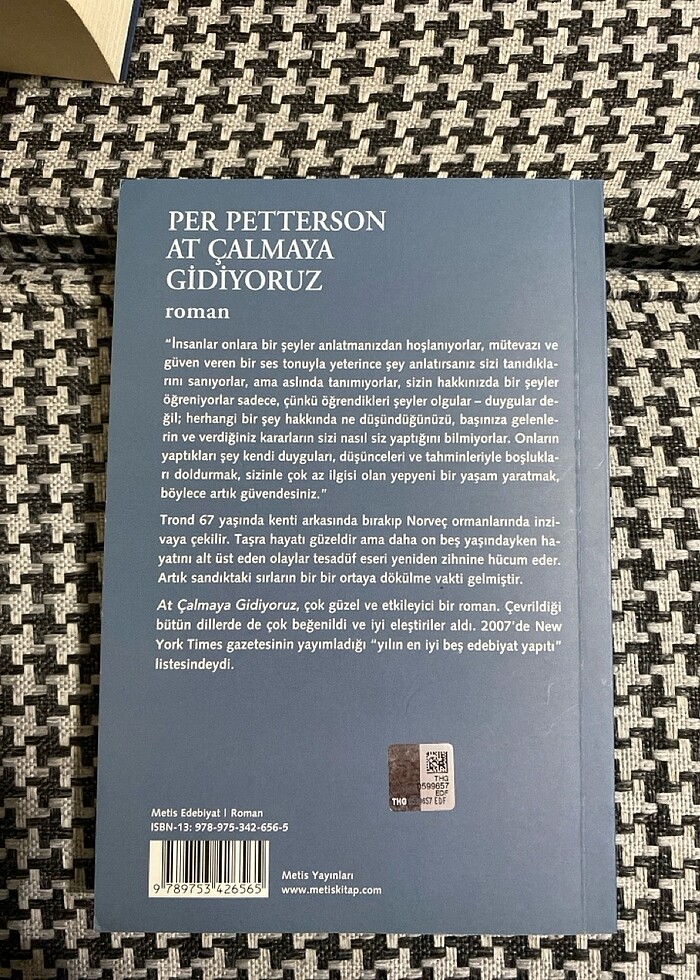 PER PETTERSON
AT ÇALMAYA
GİDİYORUZ
roman
“İnsanlar onlara bir şeyler anlatmanızdan hoşlanıyorlar, mütevazı ve
güven veren bir ses tonuyla yeterince şey anlatırsanız sizi tanıdıkla-
rını sanıyorlar, ama aslında tanımıyorlar, sizin hakkınızda bir şeyler
öğreniyorlar sadece, çünkü öğrendikleri şeyler olgular – duygular de-
ğil; herhangi bir şey hakkında ne düşündüğünüzü, başınıza gelenle-
rin ve verdiğiniz kararların sizi nasıl siz yaptığını bilmiyorlar. Onların
yaptıkları şey kendi duyguları, düşünceleri ve tahminleriyle boşlukla-
rı doldurmak, sizinle çok az ilgisi olan yepyeni bir yaşam yaratmak,
böylece artık güvendesiniz.”
Trond 67 yaşında kenti arkasında bırakıp Norveç ormanlarında inzi-
vaya çekilir. Taşra hayatı güzeldir ama daha on beş yaşındayken ha-
yatını alt üst eden olaylar tesadüf eseri yeniden zihnine hücum eder.
Artık sandıktaki sırların bir bir ortaya dökülme vakti gelmiştir.
At Çalmaya Gidiyoruz, çok güzel ve etkileyici bir roman. Çevrildiği
bütün dillerde de çok beğenildi ve iyi eleştiriler aldı. 2007'de New
York Times gazetesinin yayımladığı “yılın en iyi beş edebiyat yapıtı”
listesindeydi.
THG
0599657
EDF
THG 657 EDF
Metis Edebiyat | Roman
ISBN-13: 978-975-342-656-5
9 789753 426565
Metis Yayınları
www.metiskitap.com